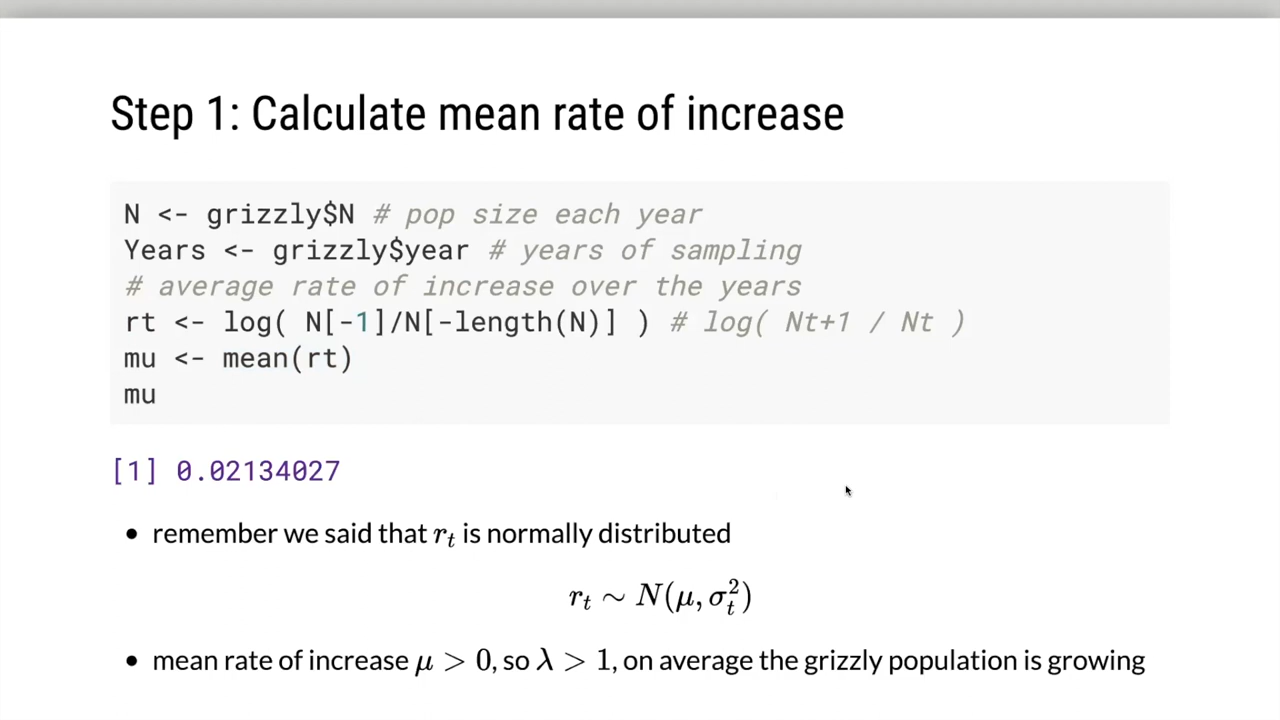 Step 1: Calculate mean rate of increase
N <- grizzly$N # pop size each year
Years <- grizzly$year # years of sampling
# average rate of increase over the years
rt <- log( N[-1]/N[-length(N)] ) # log( Nt+1 / Nt )
mu <- mean(rt)
mu
[1] 0.02134027
• remember we said that rₜ is normally distributed
rₜ ∼ N(μ, σₜ²)
• mean rate of increase μ > 0, so λ > 1, on average the grizzly population is growing